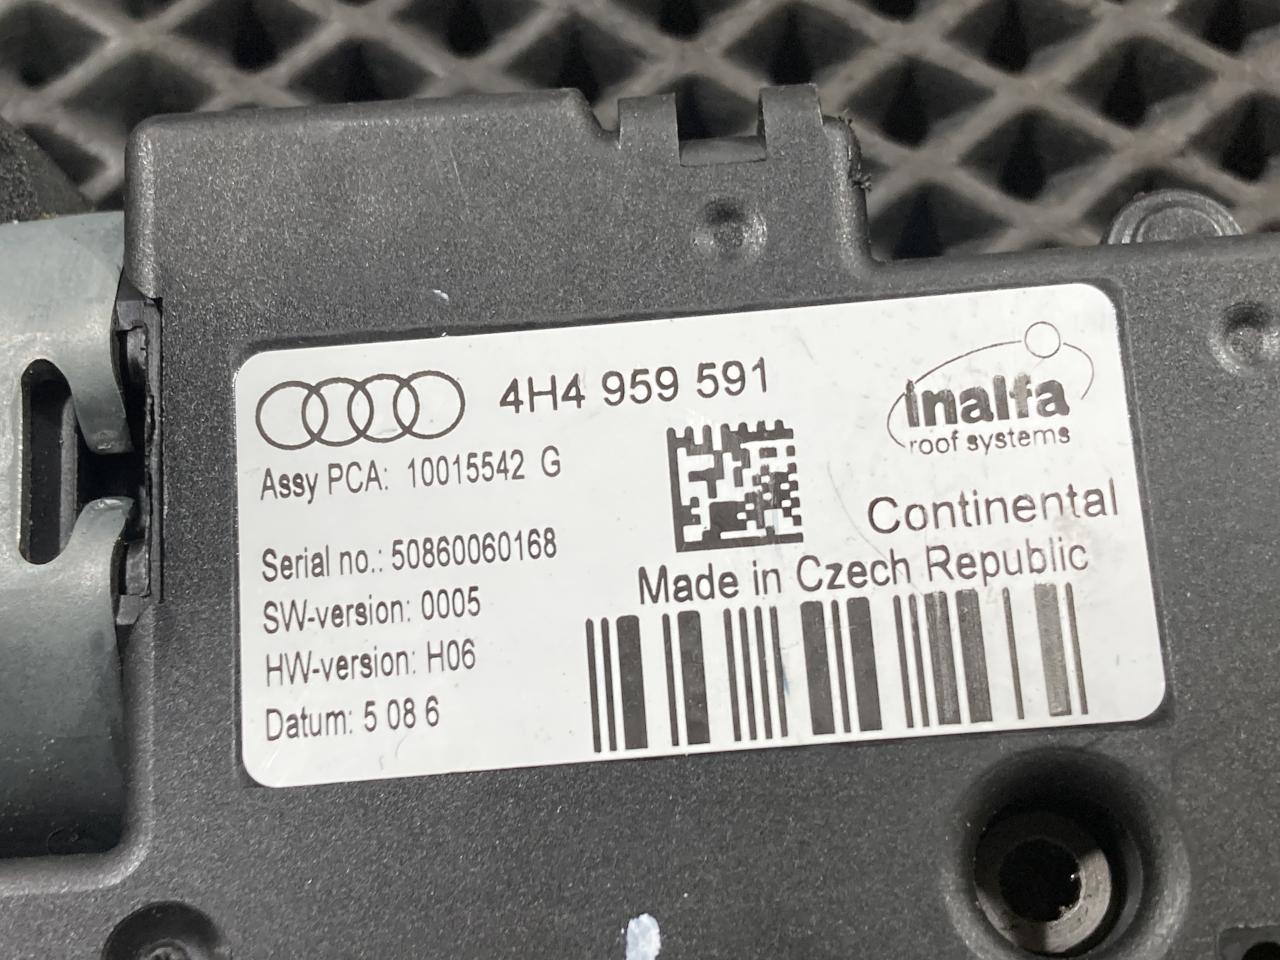 4H4 959 591
Assy PCA: 10015542 G
Serial no.: 50860060168
SW-version: 0005
HW-version: H06
Datum: 5 08 6
inalfa
roof systems
Continental
Made in Czech Republic